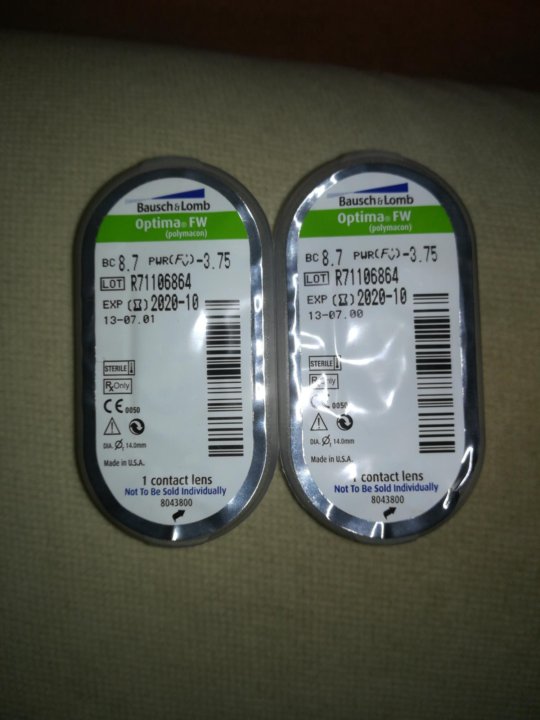 Bausch & Lomb
Optima® FW
(polymacon)
BC 8.7 PWR(F)-3.75
LOT R71106864
EXP 2020-10
13-07.01
STERILE
Rx Only
CE 0050
DIA. Ø 14.0mm
Made in U.S.A.
1 contact lens
Not To Be Sold Individually
8043800
Bausch & Lomb
Optima® FW
(polymacon)
BC 8.7 PWR(F)-3.75
LOT R71106864
EXP 2020-10
13-07.00
STERILE
Rx Only
CE 0050
DIA. Ø 14.0mm
Made in U.S.A.
1 contact lens
Not To Be Sold Individually
8043800